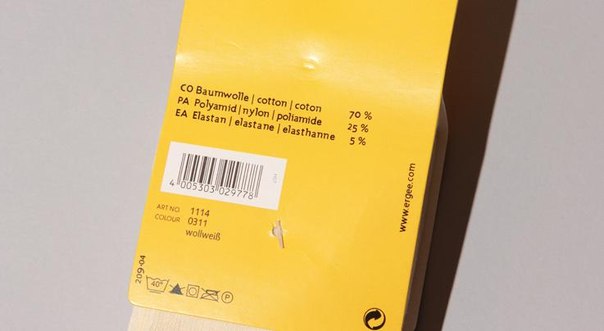 CO Baumwolle | cotton | coton 70 %
PA Polyamid | nylon | poliamide 25 %
EA Elastan | elastane | elasthanne 5 %
4 005303 029778
ART·NO. 1114
COLOUR 0311
wollweiß
www.ergee.com
209-04
40°
P